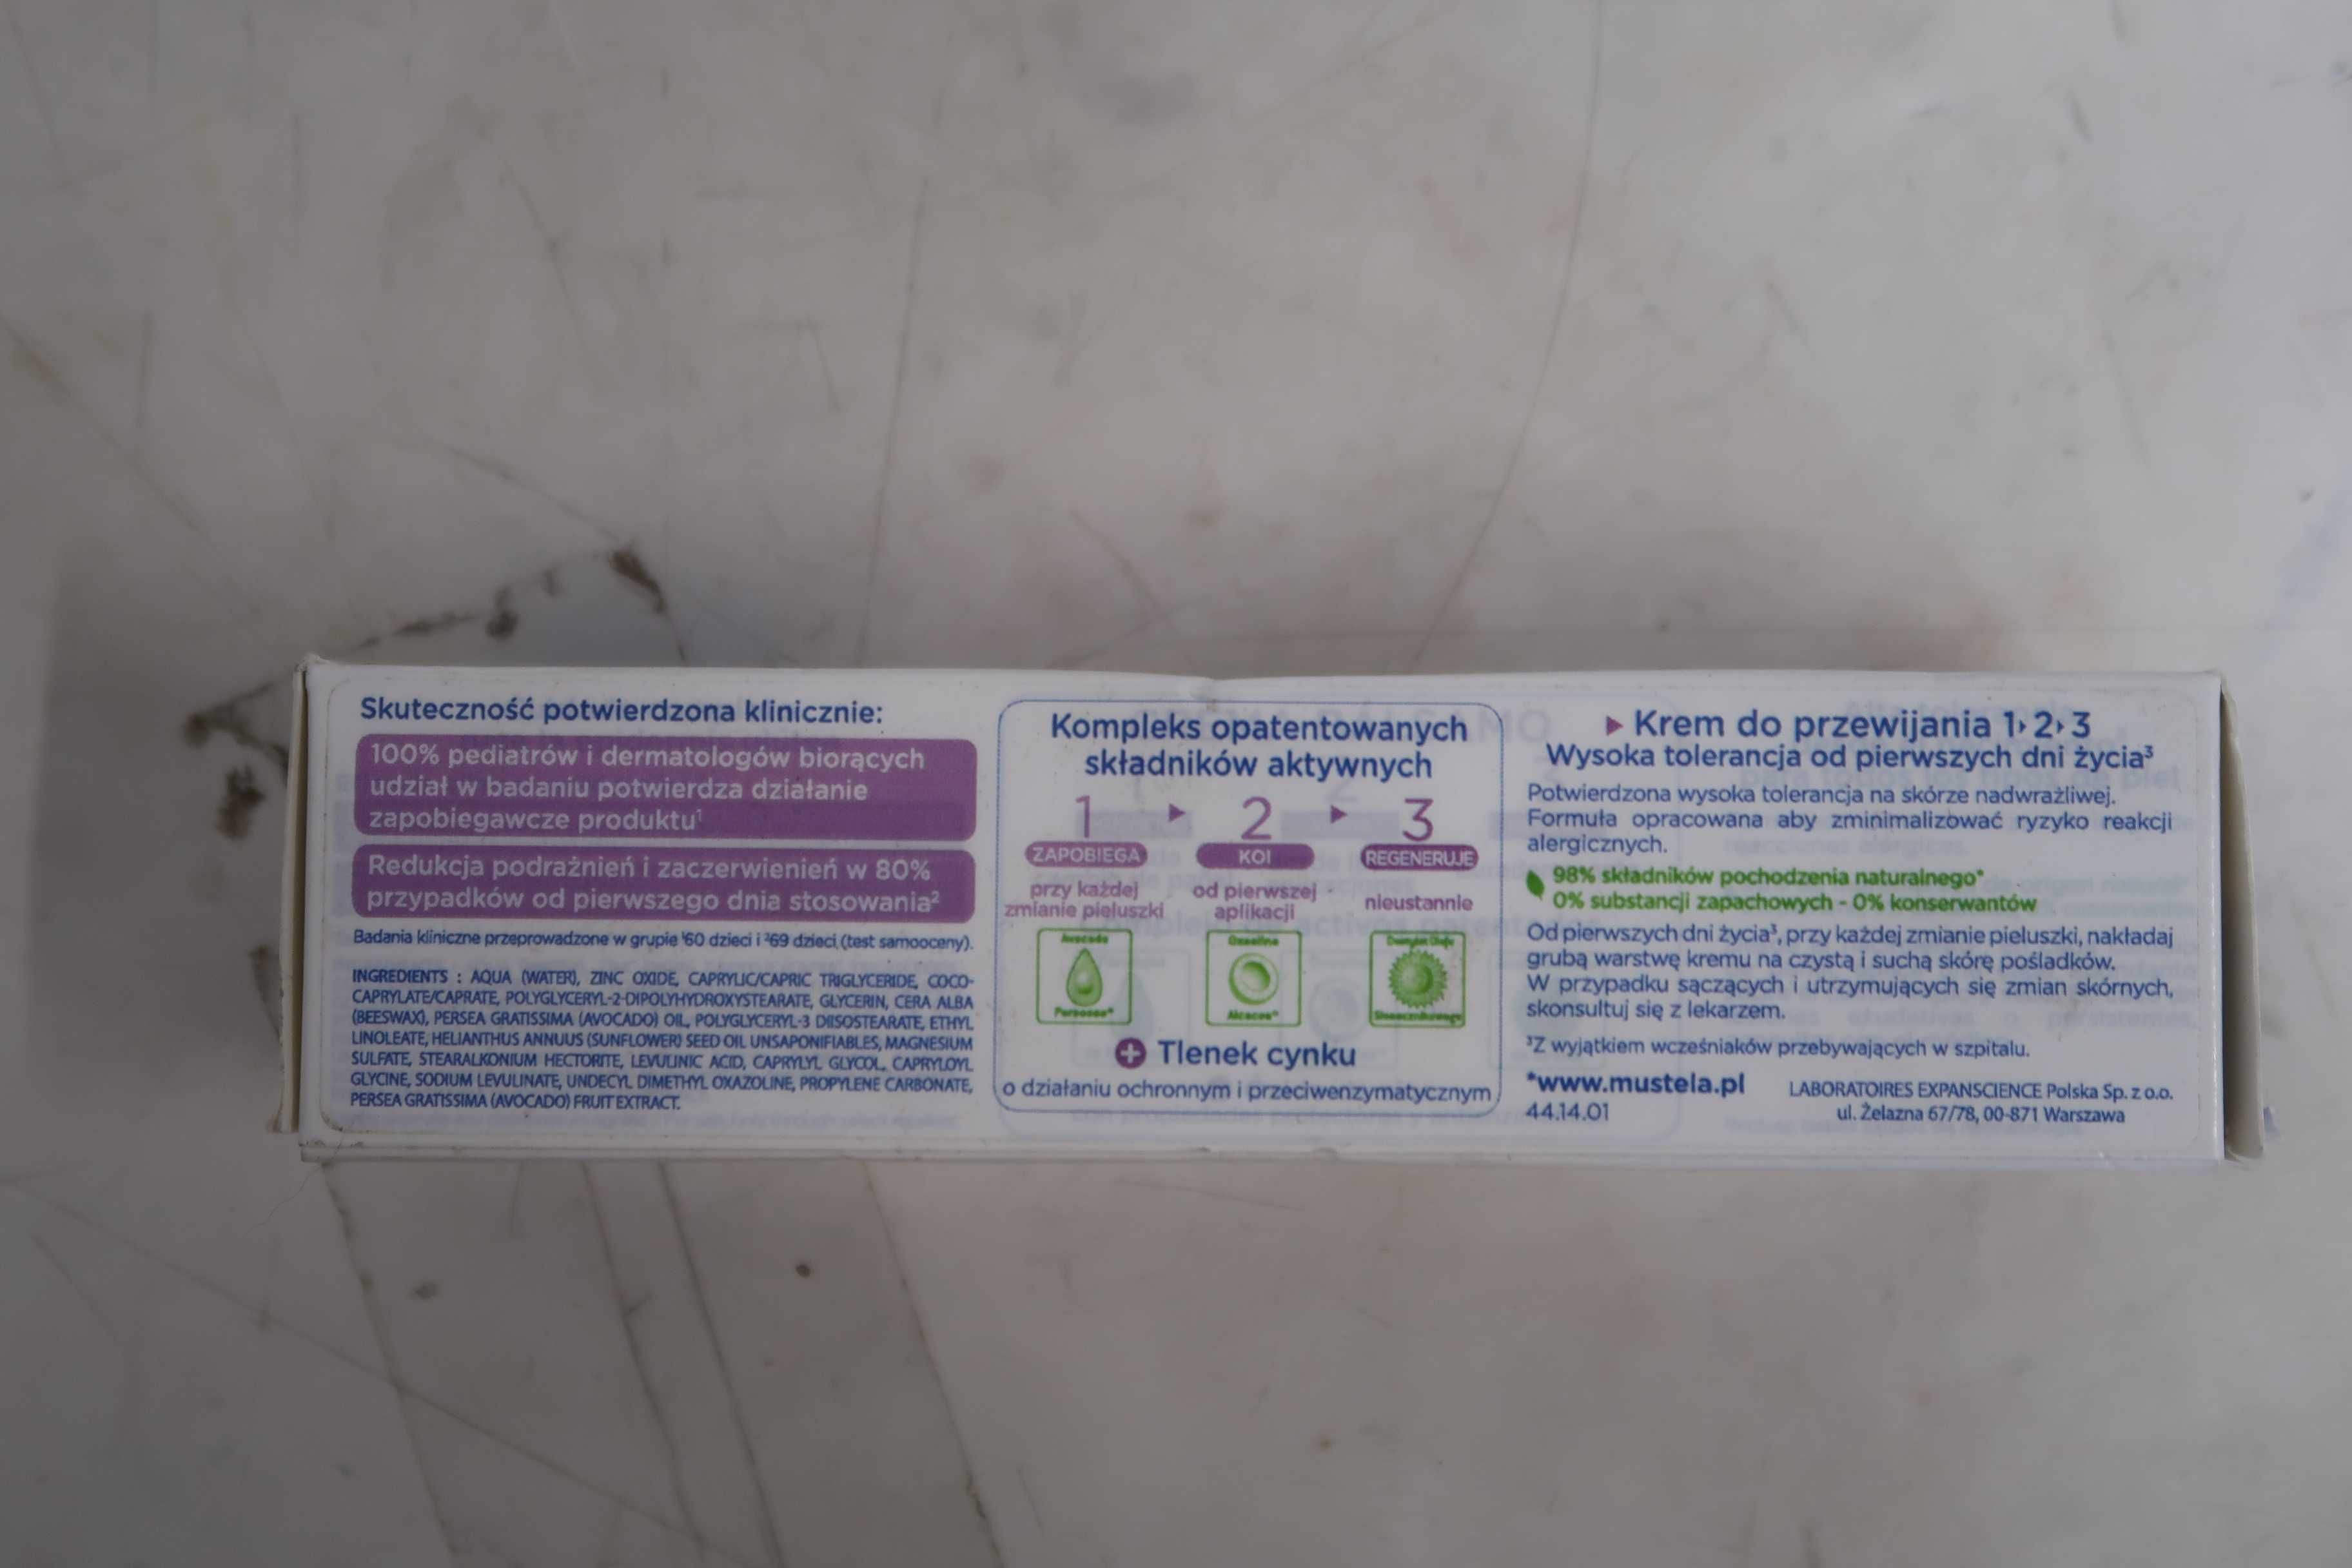 Skuteczność potwierdzona klinicznie:
100% pediatrów i dermatologów biorących
udział w badaniu potwierdza działanie
zapobiegawcze produktu¹
Redukcja podrażnień i zaczerwienień w 80%
przypadków od pierwszego dnia stosowania²
Badania kliniczne przeprowadzone w grupie ¹60 dzieci i ²69 dzieci (test samooceny).
INGREDIENTS : AQUA (WATER), ZINC OXIDE, CAPRYLIC/CAPRIC TRIGLYCERIDE, COCO-
CAPRYLATE/CAPRATE, POLYGLYCERYL-2-DIPOLYHYDROXYSTEARATE, GLYCERIN, CERA ALBA
(BEESWAX), PERSEA GRATISSIMA (AVOCADO) OIL, POLYGLYCERYL-3 DIISOSTEARATE, ETHYL
LINOLEATE, HELIANTHUS ANNUUS (SUNFLOWER) SEED OIL UNSAPONIFIABLES, MAGNESIUM
SULFATE, STEARALKONIUM HECTORITE, LEVULINIC ACID, CAPRYLYL GLYCOL, CAPRYLOYL
GLYCINE, SODIUM LEVULINATE, UNDECYL DIMETHYL OXAZOLINE, PROPYLENE CARBONATE,
PERSEA GRATISSIMA (AVOCADO) FRUIT EXTRACT.
Kompleks opatentowanych
składników aktywnych
1 ▸ 2 ▸ 3
ZAPOBIEGA KOI REGENERUJE
przy każdej
zmianie pieluszki
od pierwszej
aplikacji
nieustannie
Avocado
Perseose®
Oxeoline
Alcacea®
Słonecznikowego
+ Tlenek cynku
o działaniu ochronnym i przeciwenzymatycznym
▸ Krem do przewijania 1▸2▸3
Wysoka tolerancja od pierwszych dni życia³
Potwierdzona wysoka tolerancja na skórze nadwrażliwej.
Formuła opracowana aby zminimalizować ryzyko reakcji
alergicznych.
98% składników pochodzenia naturalnego*
0% substancji zapachowych - 0% konserwantów
Od pierwszych dni życia³, przy każdej zmianie pieluszki, nakładaj
grubą warstwę kremu na czystą i suchą skórę pośladków.
W przypadku sączących i utrzymujących się zmian skórnych,
skonsultuj się z lekarzem.
³Z wyjątkiem wcześniaków przebywających w szpitalu.
*www.mustela.pl
44.14.01
LABORATOIRES EXPANSCIENCE Polska Sp. z o.o.
ul. Żelazna 67/78, 00-871 Warszawa